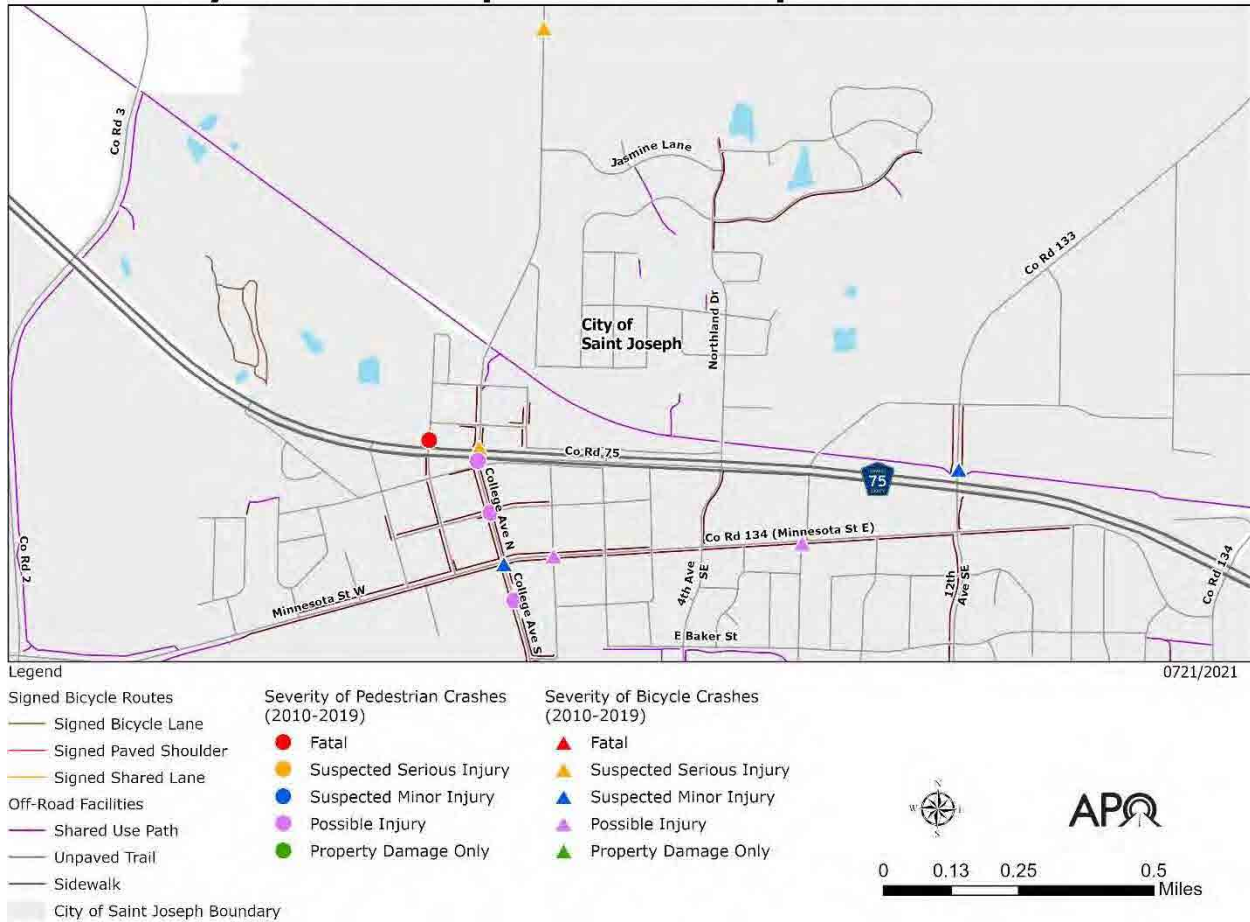 Co Rd 3
Jasmine Lane
Co Rd 133
City of
Saint Joseph
Northland Dr
Co Rd 75
75
College Ave N
Co Rd 134 (Minnesota St E)
Co Rd 2
Minnesota St W
College Ave S
4th Ave
SE
12th
Ave SE
Co Rd 134
E Baker St
0721/2021
Legend
Signed Bicycle Routes
Signed Bicycle Lane
Signed Paved Shoulder
Signed Shared Lane
Off-Road Facilities
Shared Use Path
Unpaved Trail
Sidewalk
City of Saint Joseph Boundary
Severity of Pedestrian Crashes
(2010-2019)
Fatal
Suspected Serious Injury
Suspected Minor Injury
Possible Injury
Property Damage Only
Severity of Bicycle Crashes
(2010-2019)
Fatal
Suspected Serious Injury
Suspected Minor Injury
Possible Injury
Property Damage Only
N
W E
S
APO
0 0.13 0.25 0.5
Miles